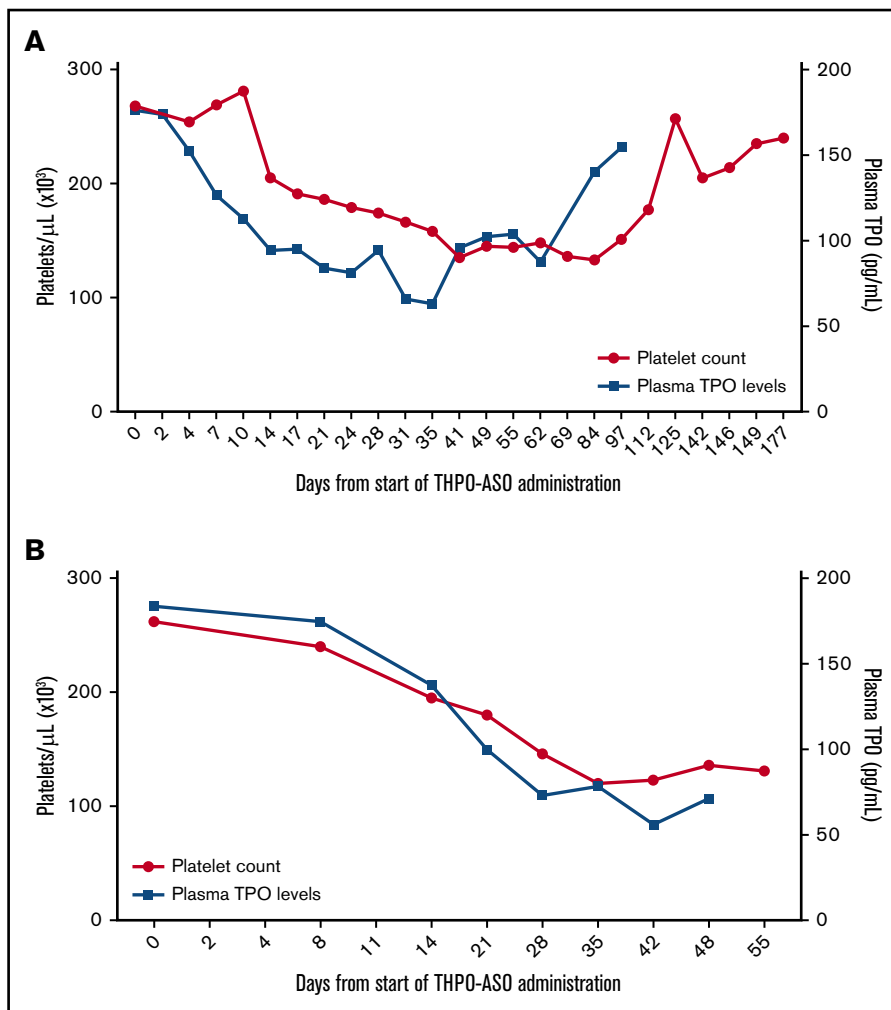 A
300
200
100
0
Platelets/μL (x10³)
200
150
100
50
0
Plasma TPO (pg/mL)
Platelet count
Plasma TPO levels
0 2 4 7 10 14 17 21 24 28 31 35 41 49 55 62 69 84 97 112 125 142 146 149 177
Days from start of THPO-ASO administration
B
300
200
100
0
Platelets/μL (x10³)
200
150
100
50
0
Plasma TPO (pg/mL)
Platelet count
Plasma TPO levels
0 2 4 8 11 14 21 28 35 42 48 55
Days from start of THPO-ASO administration